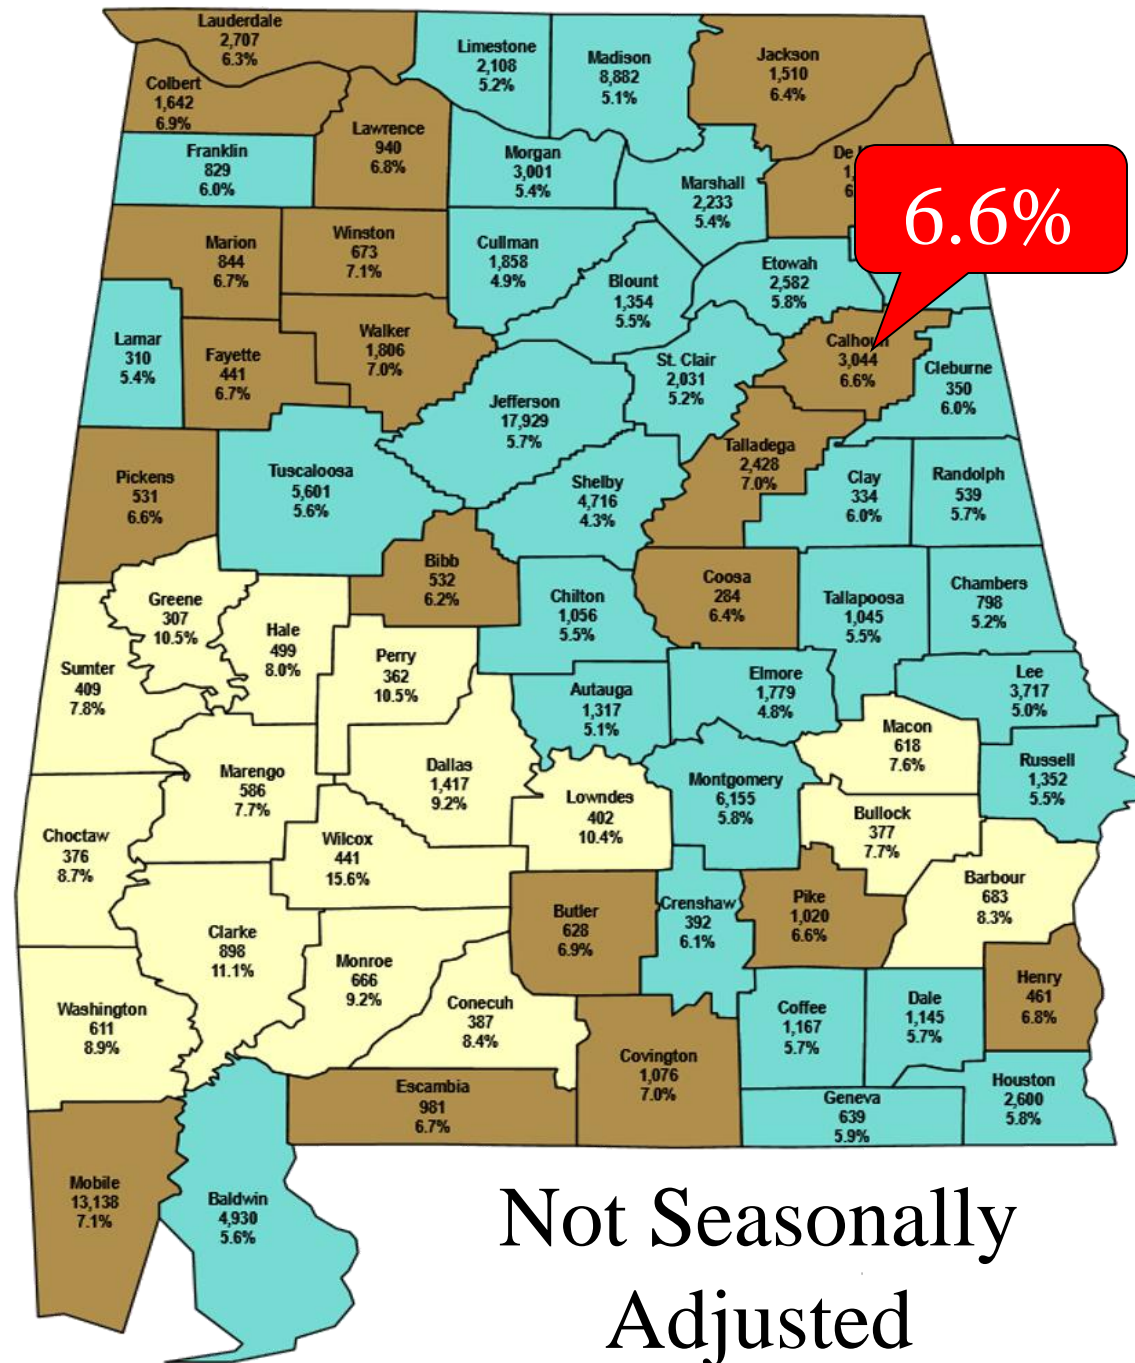 Lauderdale
2,707
6.3%
Limestone
2,108
5.2%
Madison
8,882
5.1%
Jackson
1,510
6.4%
Colbert
1,642
6.9%
Lawrence
940
6.8%
Franklin
829
6.0%
Morgan
3,001
5.4%
Marshall
2,233
5.4%
De
1,
6.
6.6%
Marion
844
6.7%
Winston
673
7.1%
Cullman
1,858
4.9%
Blount
1,354
5.5%
Etowah
2,582
5.8%
Lamar
310
5.4%
Fayette
441
6.7%
Walker
1,806
7.0%
Jefferson
17,929
5.7%
St. Clair
2,031
5.2%
Calhoun
3,044
6.6%
Cleburne
350
6.0%
Pickens
531
6.6%
Tuscaloosa
5,601
5.6%
Shelby
4,716
4.3%
Talladega
2,428
7.0%
Clay
334
6.0%
Randolph
539
5.7%
Greene
307
10.5%
Hale
499
8.0%
Bibb
532
6.2%
Chilton
1,056
5.5%
Coosa
284
6.4%
Tallapoosa
1,045
5.5%
Chambers
798
5.2%
Sumter
409
7.8%
Perry
362
10.5%
Autauga
1,317
5.1%
Elmore
1,779
4.8%
Lee
3,717
5.0%
Marengo
586
7.7%
Dallas
1,417
9.2%
Lowndes
402
10.4%
Montgomery
6,155
5.8%
Macon
618
7.6%
Russell
1,352
5.5%
Choctaw
376
8.7%
Wilcox
441
15.6%
Bullock
377
7.7%
Barbour
683
8.3%
Clarke
898
11.1%
Monroe
666
9.2%
Butler
628
6.9%
Crenshaw
392
6.1%
Pike
1,020
6.6%
Washington
611
8.9%
Conecuh
387
8.4%
Covington
1,076
7.0%
Coffee
1,167
5.7%
Dale
1,145
5.7%
Henry
461
6.8%
Escambia
981
6.7%
Geneva
639
5.9%
Houston
2,600
5.8%
Mobile
13,138
7.1%
Baldwin
4,930
5.6%
Not Seasonally
Adjusted